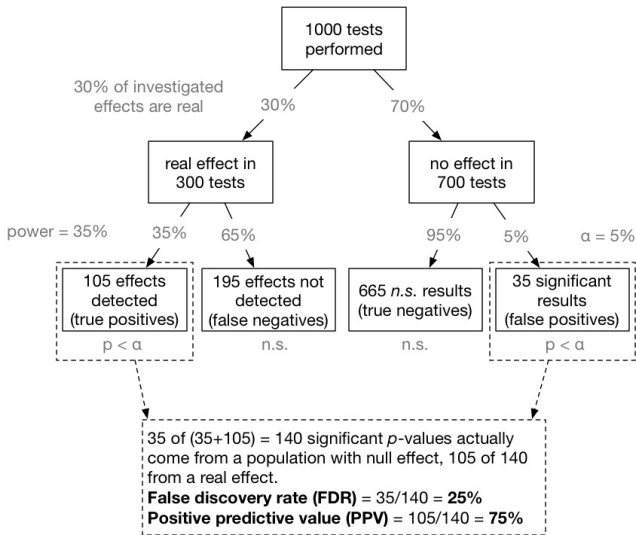 1000 tests
performed
30% of investigated
effects are real
30%
70%
real effect in
300 tests
no effect in
700 tests
power = 35%
35%
65%
95%
5%
α = 5%
105 effects
detected
(true positives)
195 effects not
detected
(false negatives)
665 n.s. results
(true negatives)
35 significant
results
(false positives)
p < α
n.s.
n.s.
p < α
35 of (35+105) = 140 significant p-values actually
come from a population with null effect, 105 of 140
from a real effect.
False discovery rate (FDR) = 35/140 = 25%
Positive predictive value (PPV) = 105/140 = 75%